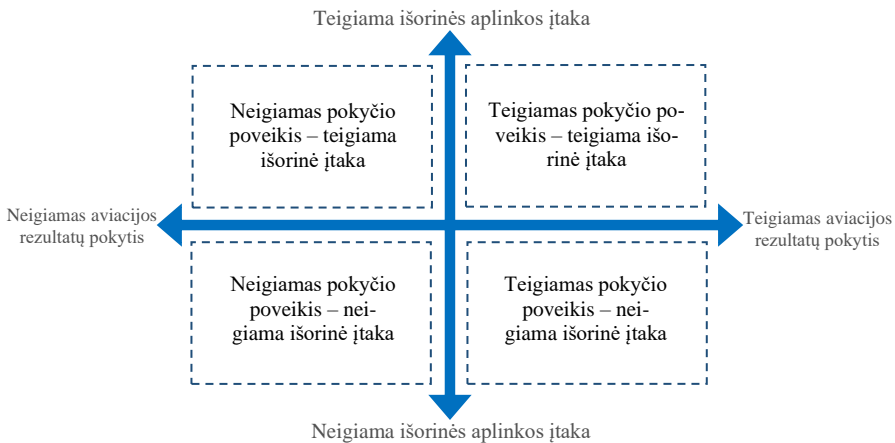 Teigiama išorinės aplinkos įtaka
Neigiamas pokyčio
poveikis – teigiama
išorinė įtaka
Teigiamas pokyčio po-
veikis – teigiama išo-
rinė įtaka
Neigiamas aviacijos
rezultatų pokytis
Teigiamas aviacijos
rezultatų pokytis
Neigiamas pokyčio
poveikis – nei-
giama išorinė įtaka
Teigiamas pokyčio
poveikis – nei-
giama išorinė įtaka
Neigiama išorinės aplinkos įtaka